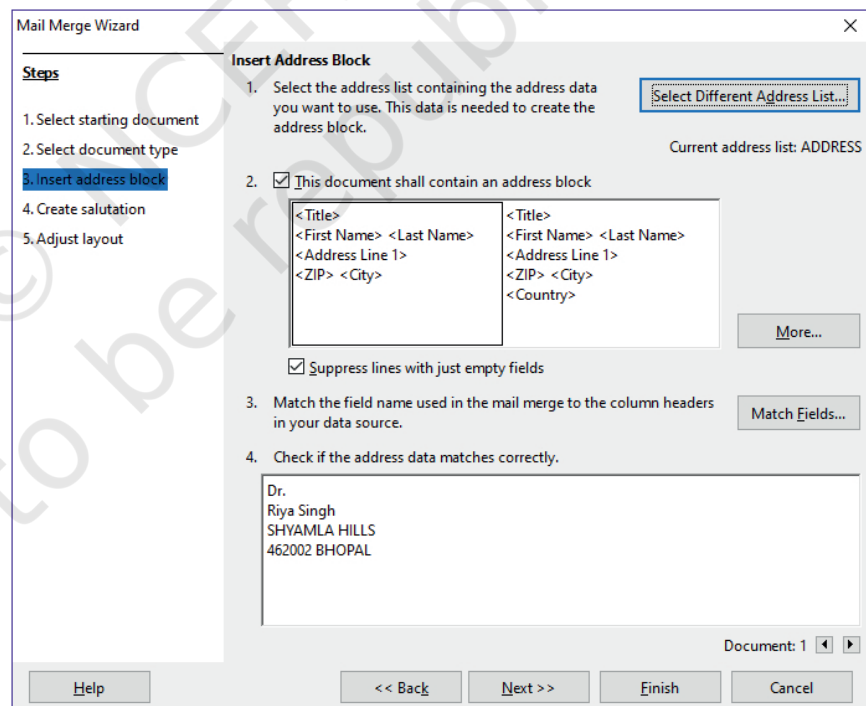 Mail Merge Wizard
Steps
1. Select starting document
2. Select document type
3. Insert address block
4. Create salutation
5. Adjust layout
Insert Address Block
1. Select the address list containing the address data
you want to use. This data is needed to create the
address block.
Select Different Address List...
Current address list: ADDRESS
2. This document shall contain an address block
<Title>
<First Name> <Last Name>
<Address Line 1>
<ZIP> <City>
<Title>
<First Name> <Last Name>
<Address Line 1>
<ZIP> <City>
<Country>
More...
Suppress lines with just empty fields
3. Match the field name used in the mail merge to the column headers
in your data source.
Match Fields...
4. Check if the address data matches correctly.
Dr.
Riya Singh
SHYAMLA HILLS
462002 BHOPAL
Document: 1
Help
<< Back
Next >>
Finish
Cancel
© NCE
to be republi